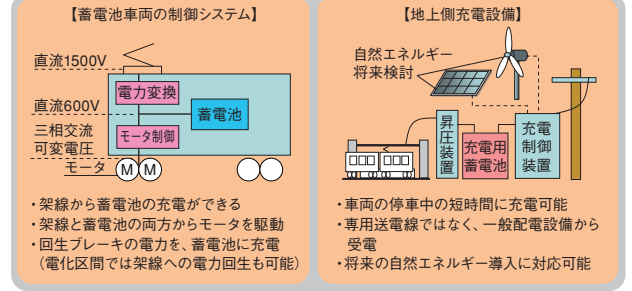 【蓄電池車両の制御システム】
直流1500V
電力変換
直流600V
蓄電池
三相交流
可変電圧
モータ制御
モータ
M M
・架線から蓄電池の充電ができる
・架線と蓄電池の両方からモータを駆動
・回生ブレーキの電力を、蓄電池に充電
（電化区間では架線への電力回生も可能）
【地上側充電設備】
自然エネルギー
将来検討
昇圧装置
充電用
蓄電池
充電
制御
装置
・車両の停車中の短時間に充電可能
・専用送電線ではなく、一般配電設備から
受電
・将来の自然エネルギー導入に対応可能